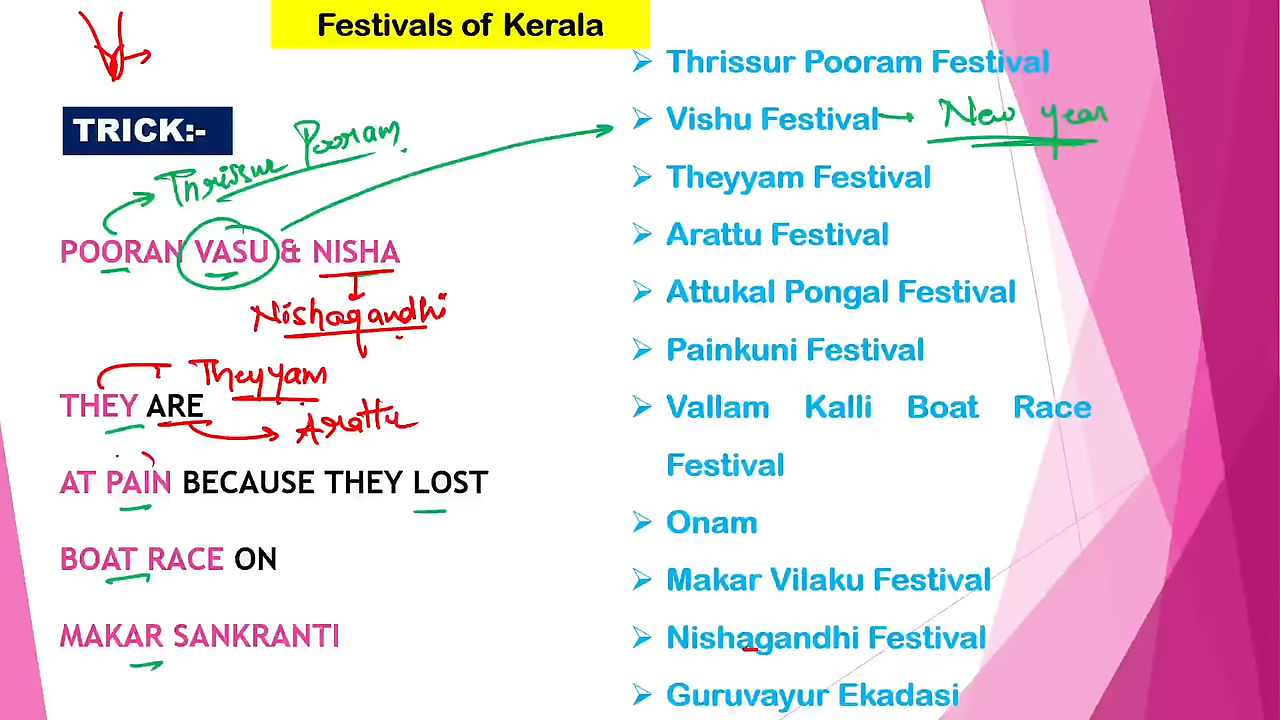 Festivals of Kerala
TRICK:-
Thrissur Pooram
POORAN VASU & NISHA
Nishagandhi
Theyyam
THEY ARE
Arattu
AT PAIN BECAUSE THEY LOST
BOAT RACE ON
MAKAR SANKRANTI
➢ Thrissur Pooram Festival
➢ Vishu Festival → New year
➢ Theyyam Festival
➢ Arattu Festival
➢ Attukal Pongal Festival
➢ Painkuni Festival
➢ Vallam Kalli Boat Race
Festival
➢ Onam
➢ Makar Vilaku Festival
➢ Nishagandhi Festival
➢ Guruvayur Ekadasi